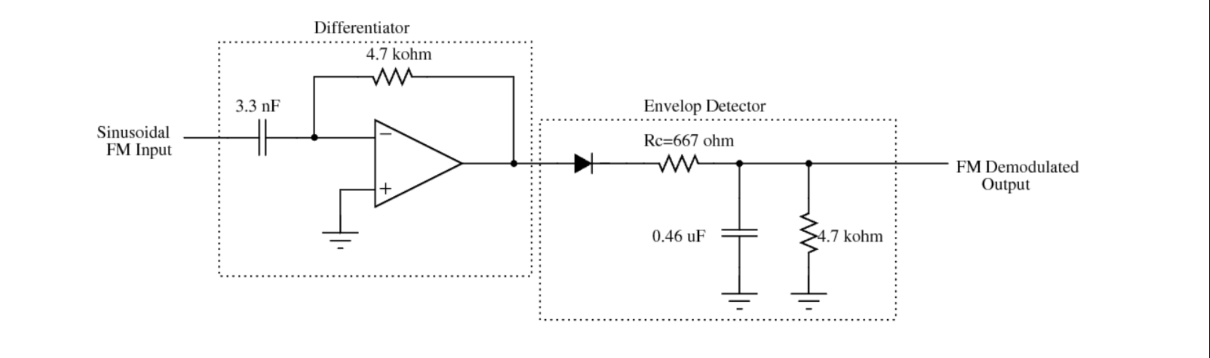 Differentiator
4.7 kohm
3.3 nF
Sinusoidal
FM Input
−
+
Envelop Detector
Rc=667 ohm
0.46 uF
4.7 kohm
FM Demodulated
Output